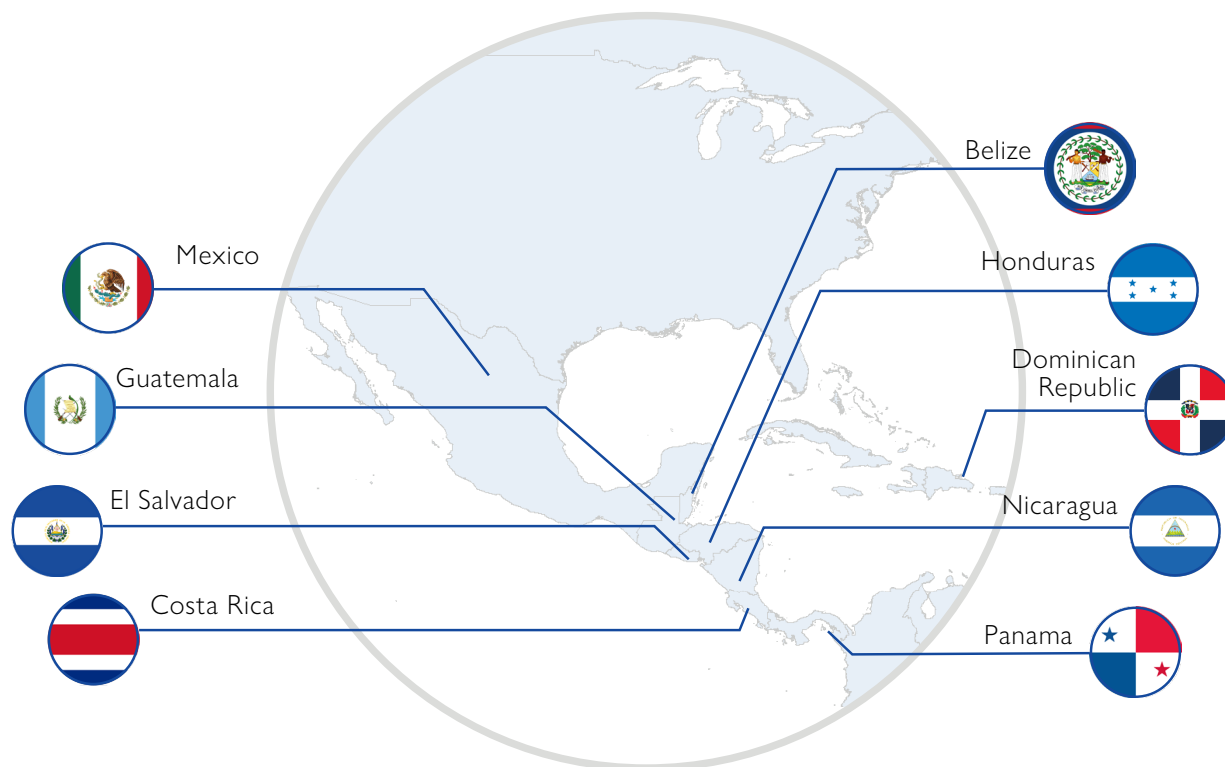 Belize
Mexico
Honduras
Guatemala
Dominican
Republic
El Salvador
Nicaragua
Costa Rica
Panama